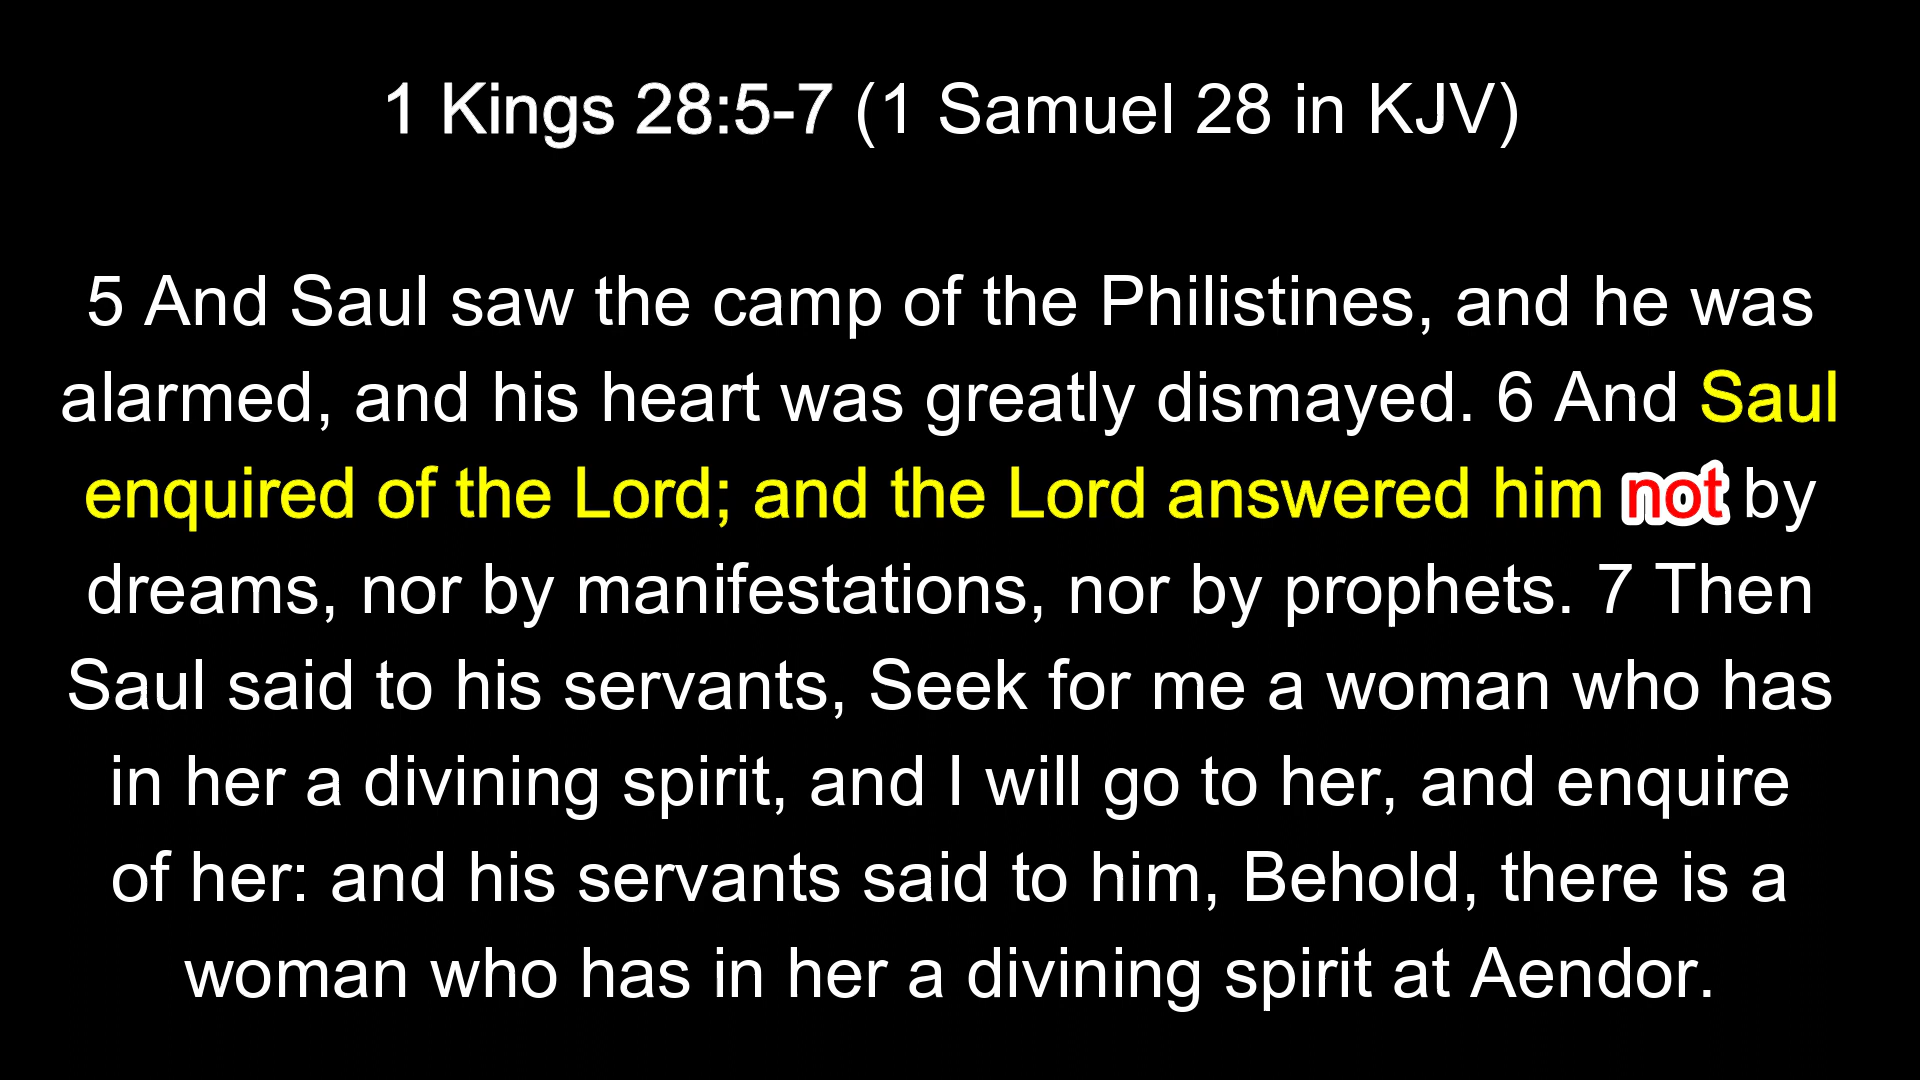 1 Kings 28:5-7 (1 Samuel 28 in KJV)
5 And Saul saw the camp of the Philistines, and he was
alarmed, and his heart was greatly dismayed. 6 And Saul
enquired of the Lord; and the Lord answered him not by
dreams, nor by manifestations, nor by prophets. 7 Then
Saul said to his servants, Seek for me a woman who has
in her a divining spirit, and I will go to her, and enquire
of her: and his servants said to him, Behold, there is a
woman who has in her a divining spirit at Aendor.